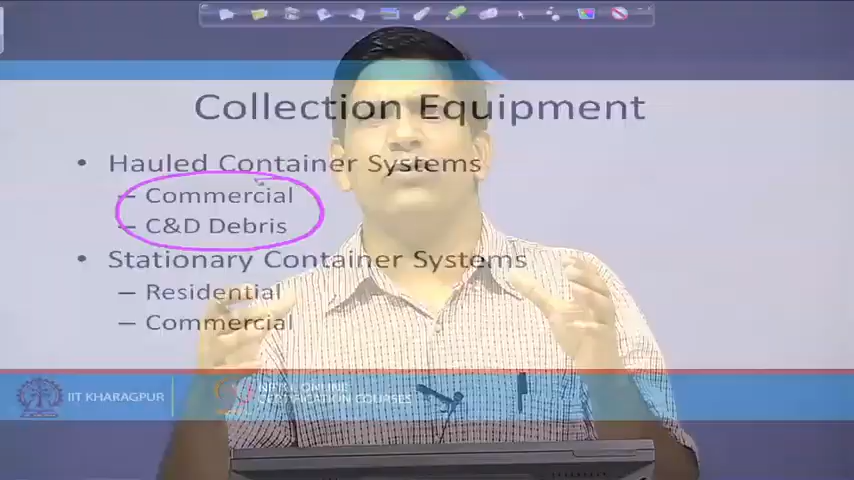 Collection Equipment
• Hauled Container Systems
– Commercial
– C&D Debris
• Stationary Container Systems
– Residential
– Commercial
IIT KHARAGPUR
NPTEL ONLINE
CERTIFICATION COURSES